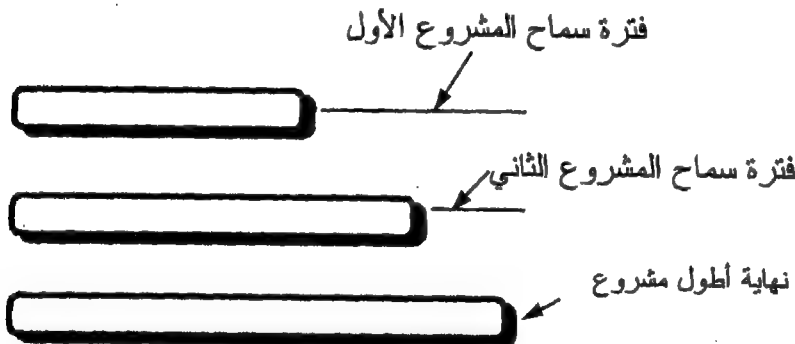 فترة سماح المشروع الأول
فترة سماح المشروع الثاني
نهاية أطول مشروع